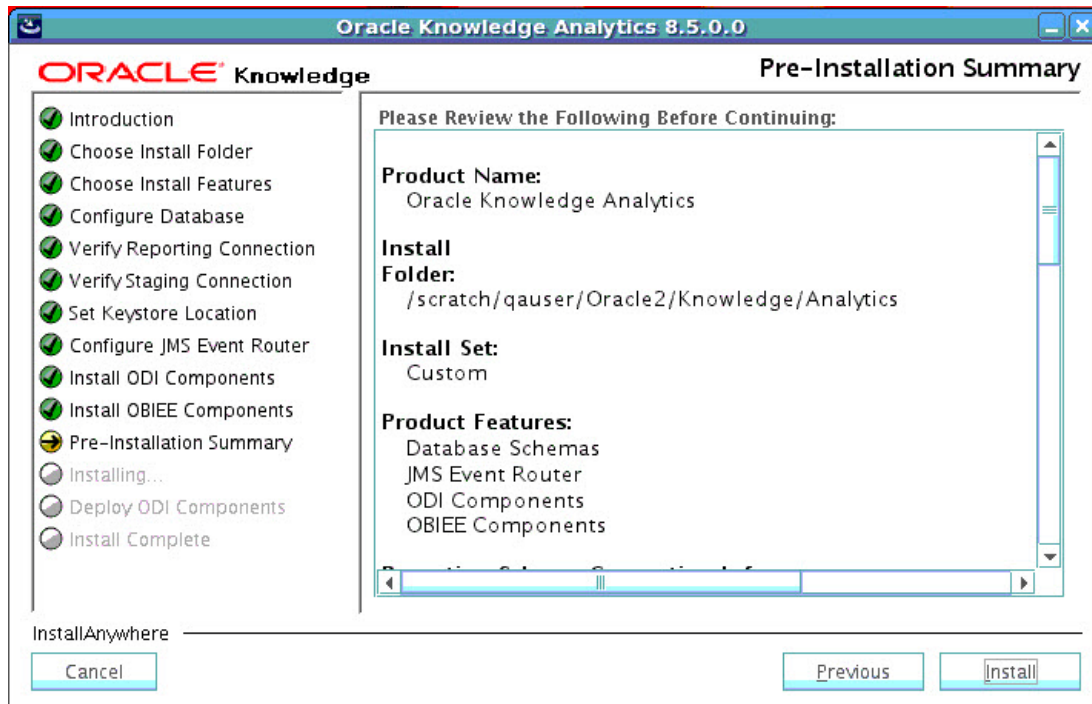 Oracle Knowledge Analytics 8.5.0.0
ORACLE Knowledge
Pre-Installation Summary
Introduction
Choose Install Folder
Choose Install Features
Configure Database
Verify Reporting Connection
Verify Staging Connection
Set Keystore Location
Configure JMS Event Router
Install ODI Components
Install OBIEE Components
Pre-Installation Summary
Installing...
Deploy ODI Components
Install Complete
Please Review the Following Before Continuing:
Product Name:
Oracle Knowledge Analytics
Install
Folder:
/scratch/qauser/Oracle2/Knowledge/Analytics
Install Set:
Custom
Product Features:
Database Schemas
JMS Event Router
ODI Components
OBIEE Components
InstallAnywhere
Cancel
Previous
Install